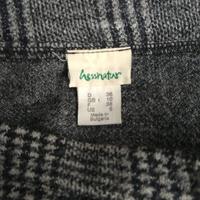 hessnatur
D 36
GB 10
F 38
US 6
Made in
Bulgaria